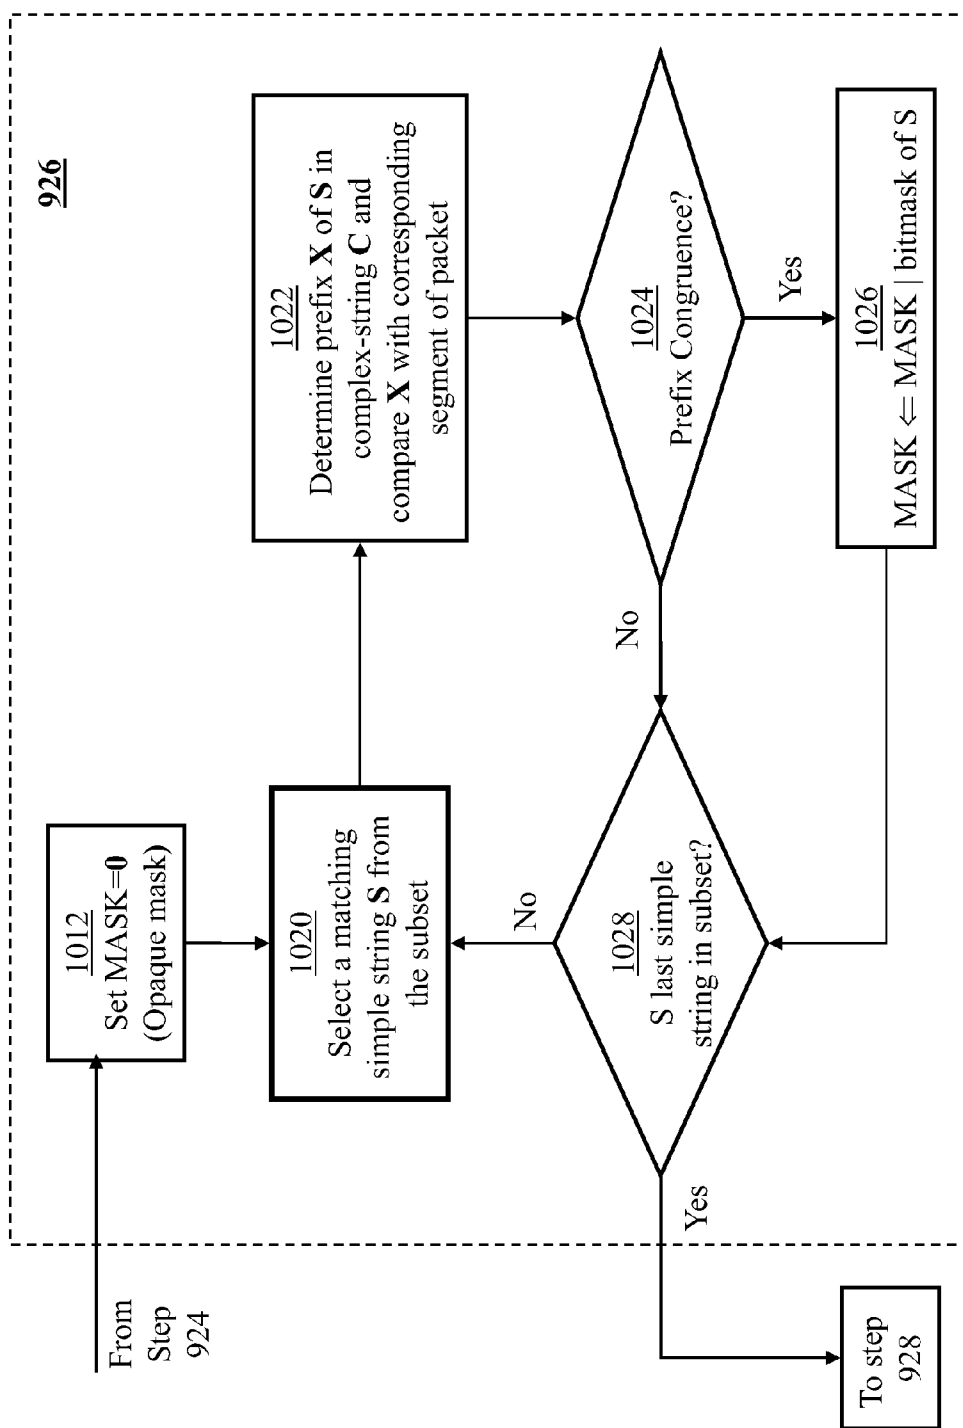 926
From
Step
924
1012
Set MASK=0
(Opaque mask)
1020
Select a matching
simple string S from
the subset
1022
Determine prefix X of S in
complex-string C and
compare X with corresponding
segment of packet
1024
Prefix Congruence?
No
Yes
1026
MASK ⇐ MASK | bitmask of S
1028
S last simple
string in subset?
No
Yes
To step
928